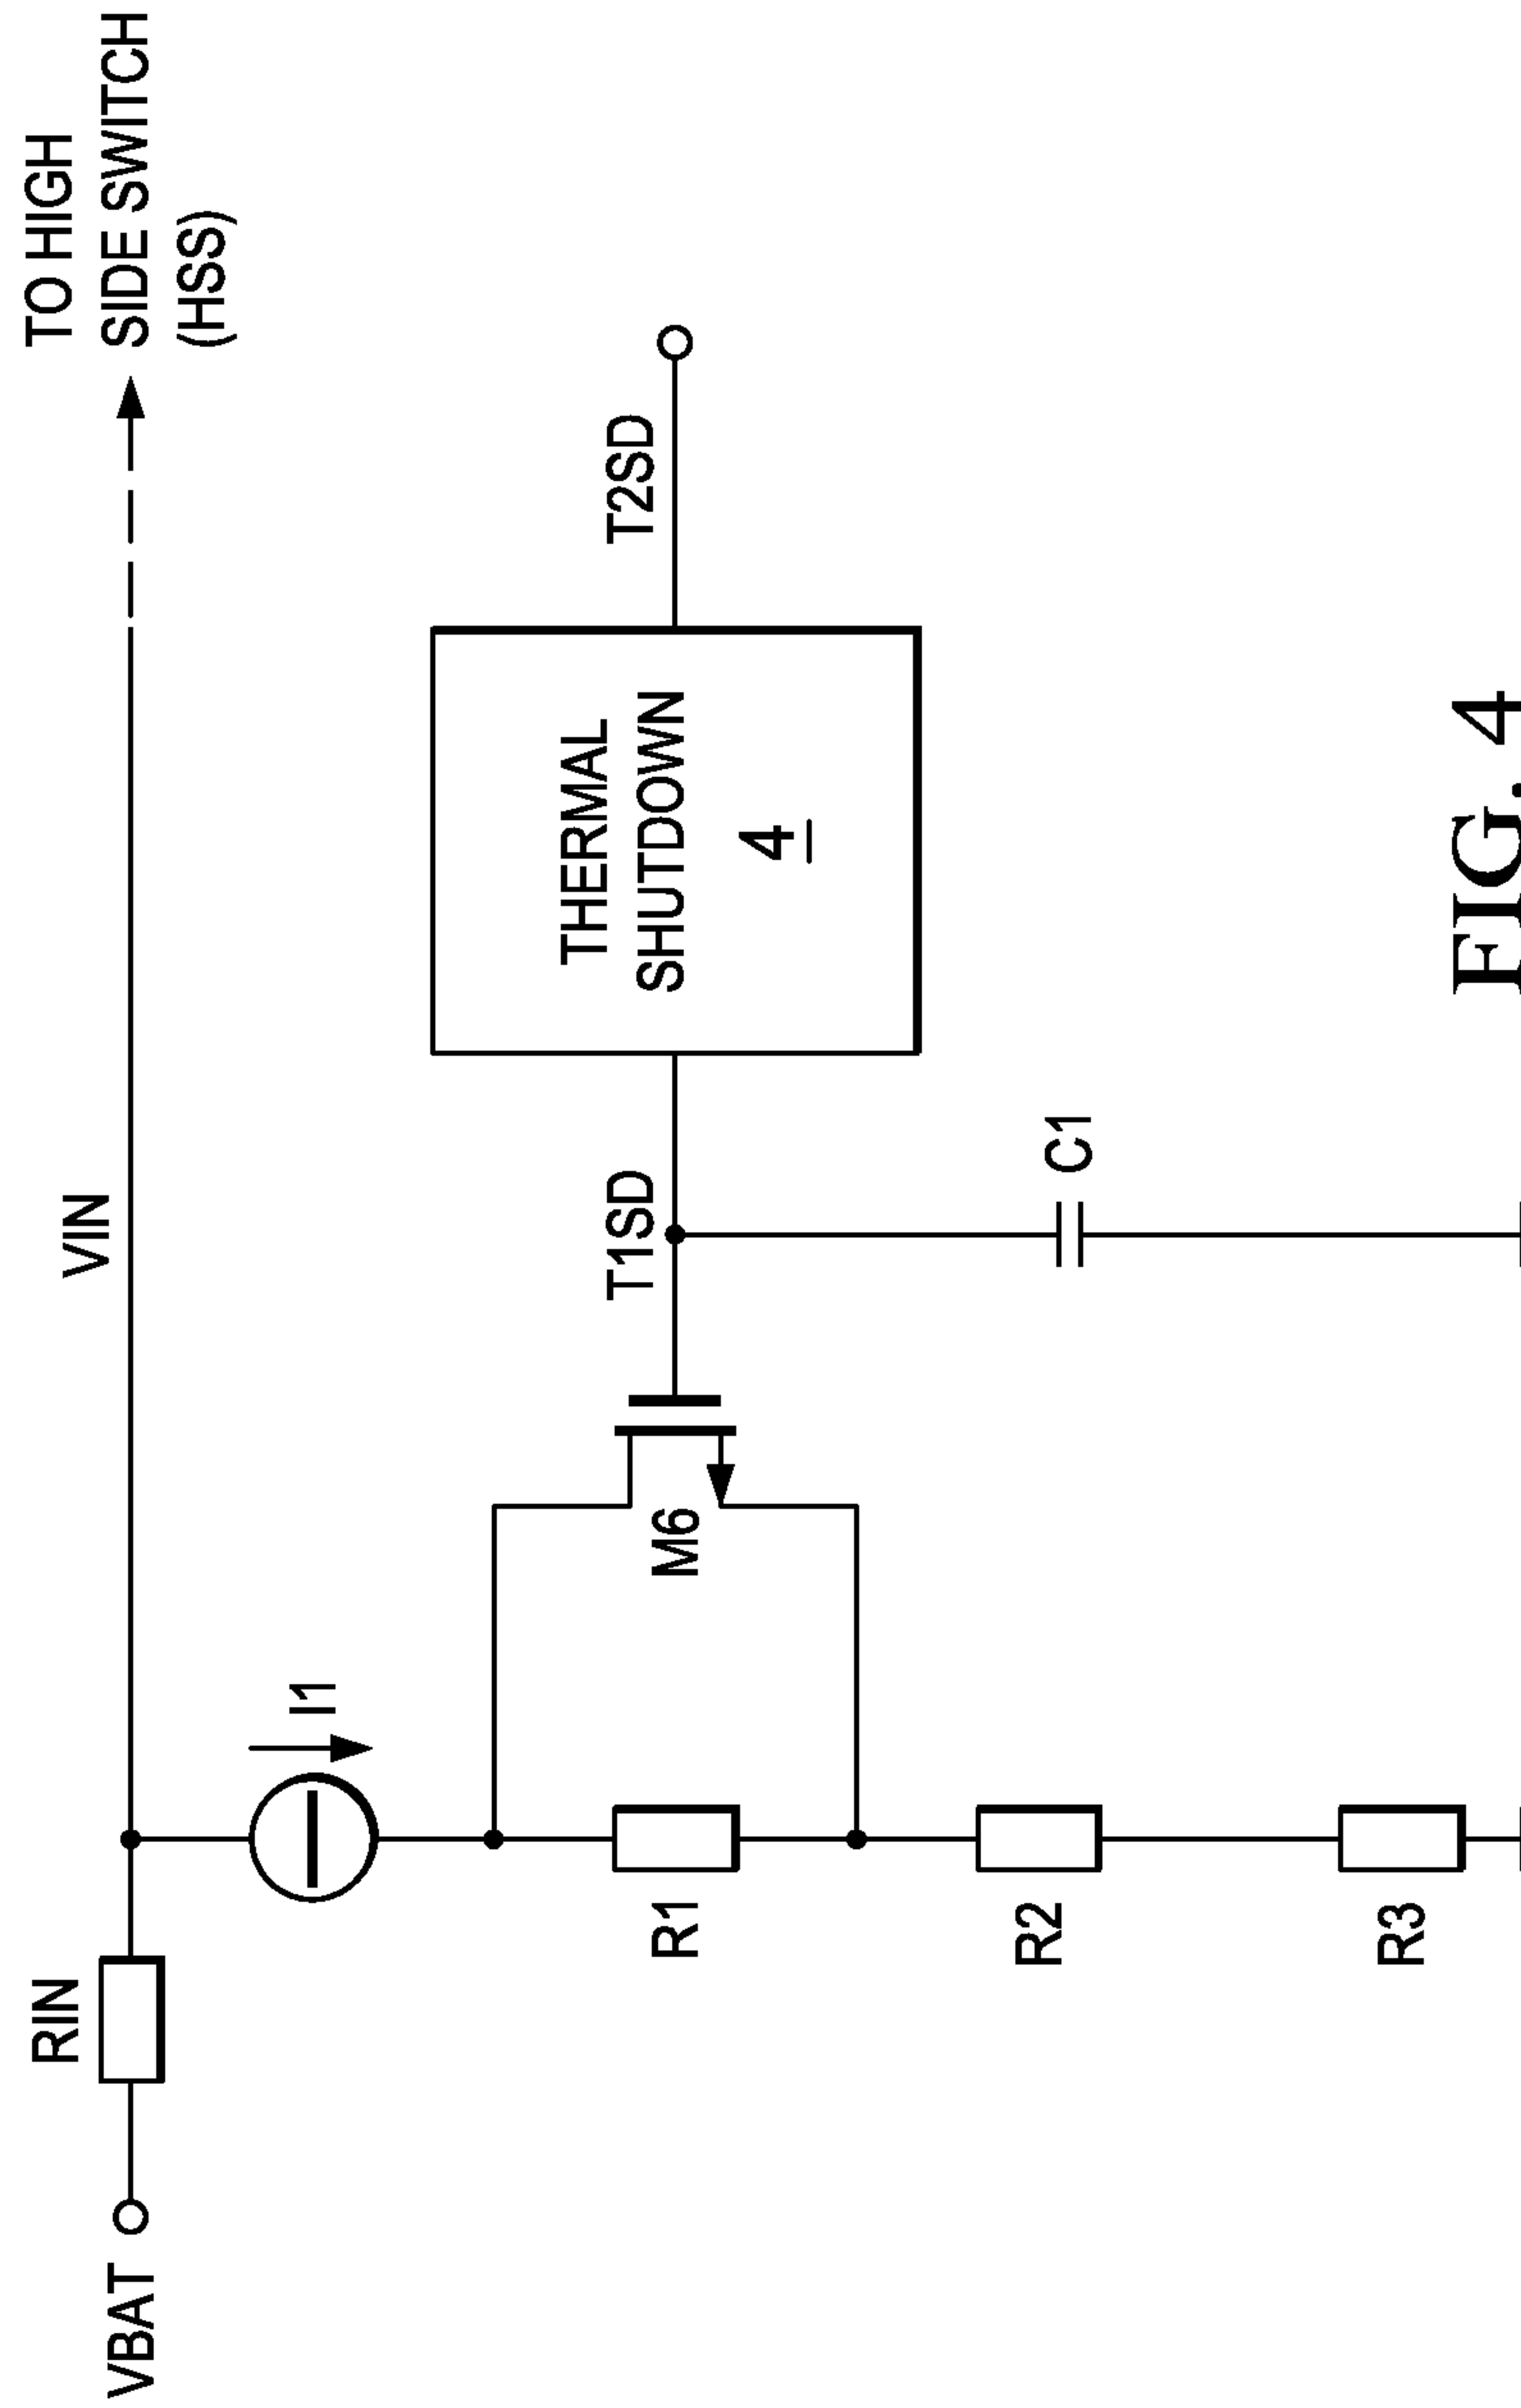 VBAT
RIN
VIN
TO HIGH
SIDE SWITCH
(HSS)
I1
R1
M6
T1SD
THERMAL
SHUTDOWN
4
T2SD
R2
C1
R3
FIG. 4